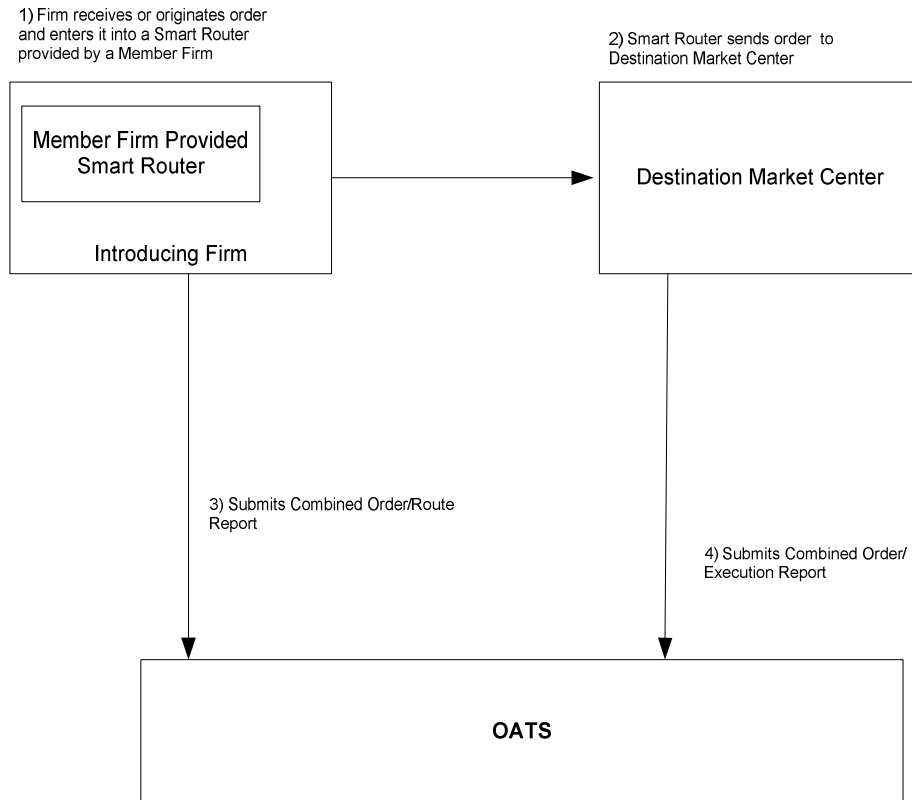 1) Firm receives or originates order
and enters it into a Smart Router
provided by a Member Firm
2) Smart Router sends order to
Destination Market Center
Member Firm Provided
Smart Router
Introducing Firm
Destination Market Center
3) Submits Combined Order/Route
Report
4) Submits Combined Order/
Execution Report
OATS